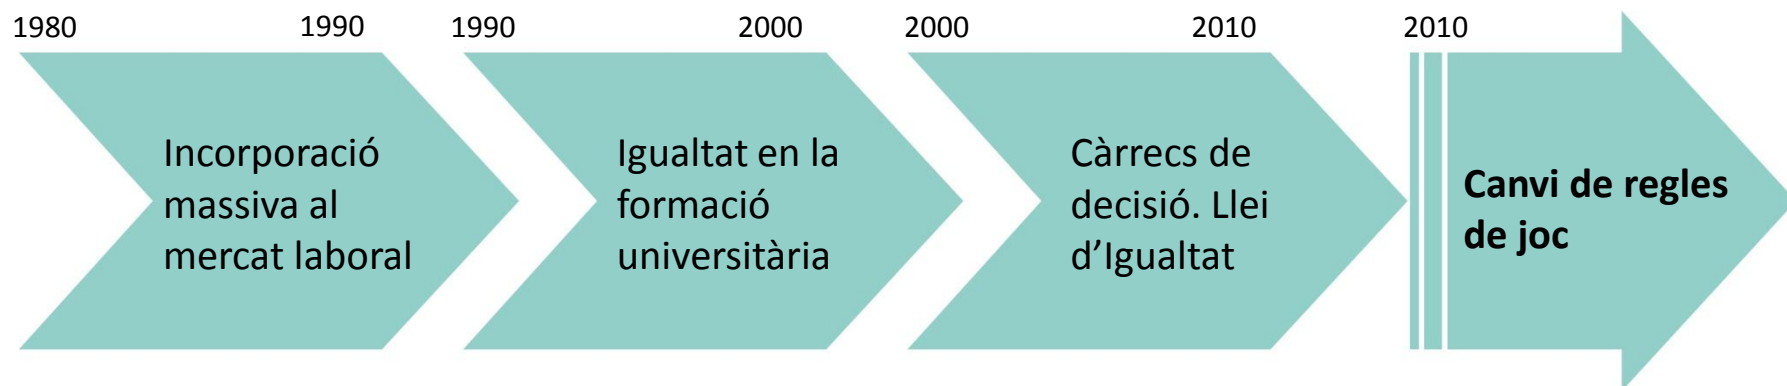 1980
1990
1990
2000
2000
2010
2010
Incorporació
massiva al
mercat laboral
Igualtat en la
formació
universitària
Càrrecs de
decisió. Llei
d’Igualtat
Canvi de regles
de joc